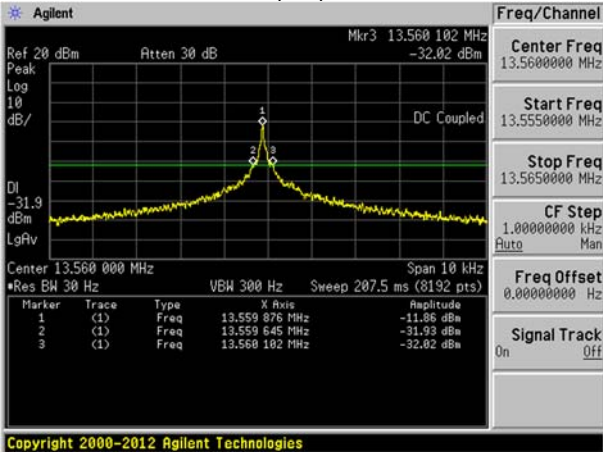 Agilent
Freq/Channel
Mkr3 13.560 102 MHz
Ref 20 dBm Atten 30 dB -32.02 dBm
Peak
Log
10
dB/
DC Coupled
1
2 3
DI
-31.9
dBm
LgAv
Center 13.560 000 MHz Span 10 kHz
#Res BW 30 Hz VBW 300 Hz Sweep 207.5 ms (8192 pts)
Marker Trace Type X Axis Amplitude
1 (1) Freq 13.559 876 MHz -11.86 dBm
2 (1) Freq 13.559 645 MHz -31.93 dBm
3 (1) Freq 13.560 102 MHz -32.02 dBm
Center Freq
13.5600000 MHz
Start Freq
13.5550000 MHz
Stop Freq
13.5650000 MHz
CF Step
1.00000000 kHz
Auto Man
Freq Offset
0.00000000 Hz
Signal Track
On Off
Copyright 2000-2012 Agilent Technologies